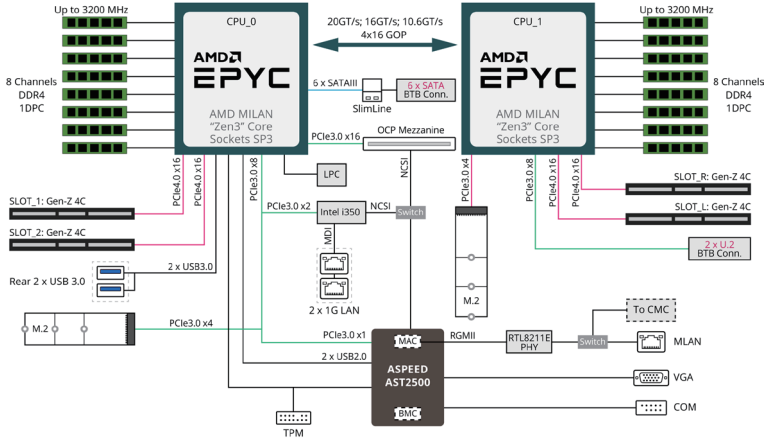 Up to 3200 MHz
CPU_0
20GT/s; 16GT/s; 10.6GT/s
4x16 GOP
CPU_1
Up to 3200 MHz
8 Channels
DDR4
1DPC
AMD
EPYC
AMD MILAN
“Zen3” Core
Sockets SP3
6 x SATAIII
SlimLine
6 x SATA
BTB Conn.
AMD
EPYC
AMD MILAN
“Zen3” Core
Sockets SP3
8 Channels
DDR4
1DPC
PCIe3.0 x16
OCP Mezzanine
PCIe4.0 x16
PCIe4.0 x16
PCIe3.0 x8
LPC
NCSI
PCIe3.0 x4
PCIe3.0 x8
PCIe4.0 x16
PCIe4.0 x16
SLOT_1: Gen-Z 4C
SLOT_2: Gen-Z 4C
SLOT_R: Gen-Z 4C
SLOT_L: Gen-Z 4C
PCIe3.0 x2
Intel i350
NCSI
Switch
MDI
2 x 1G LAN
2 x U.2
BTB Conn.
2 x USB3.0
Rear 2 x USB 3.0
M.2
M.2
PCIe3.0 x4
PCIe3.0 x1
2 x USB2.0
MAC
ASPEED
AST2500
BMC
RGMII
RTL8211E
PHY
Switch
To CMC
MLAN
VGA
COM
TPM